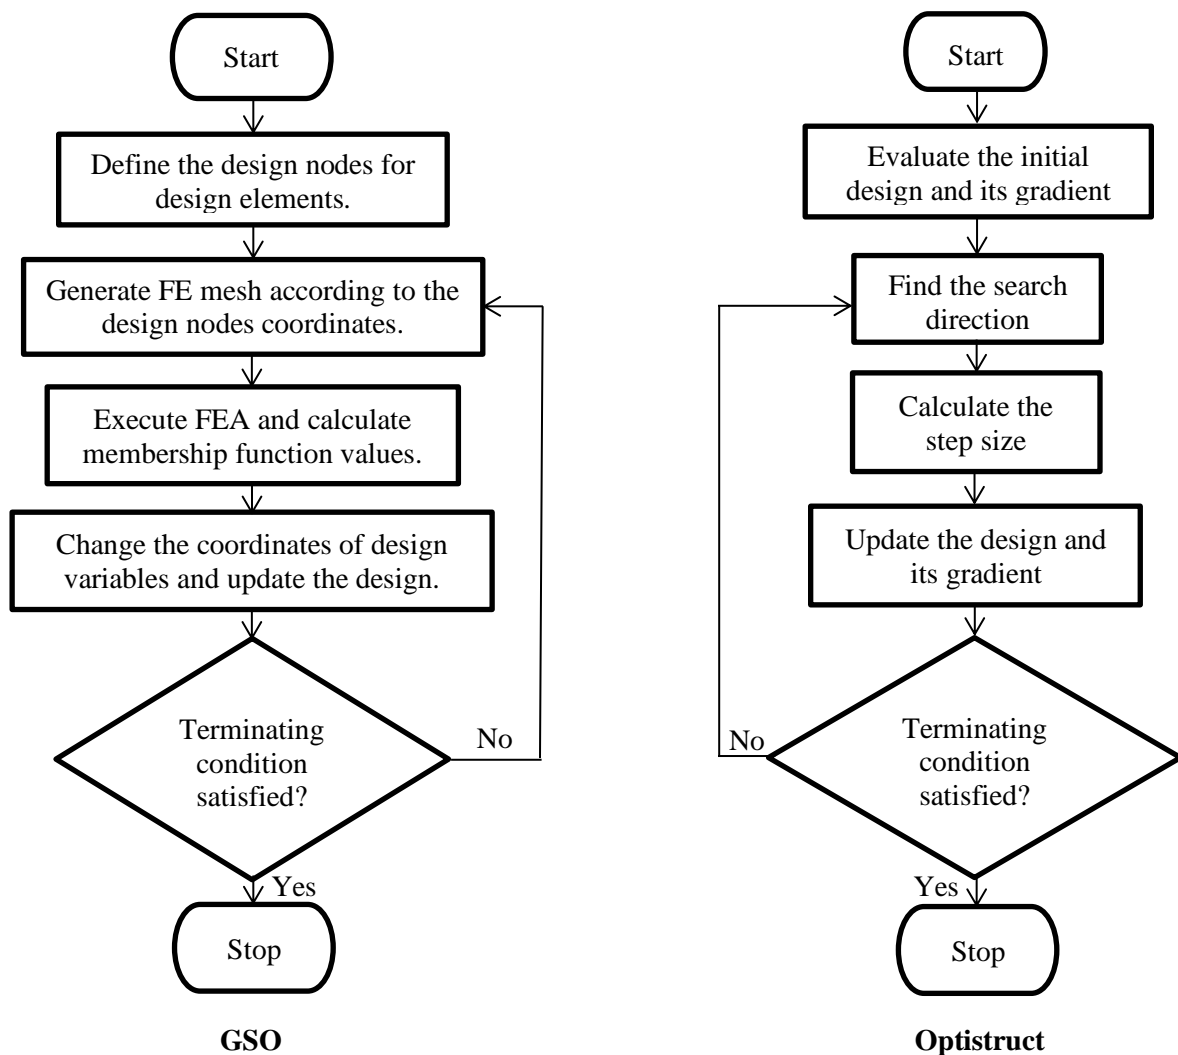 Start
Define the design nodes for
design elements.
Generate FE mesh according to the
design nodes coordinates.
Execute FEA and calculate
membership function values.
Change the coordinates of design
variables and update the design.
Terminating
condition
satisfied?
No
Yes
Stop
GSO
Start
Evaluate the initial
design and its gradient
Find the search
direction
Calculate the
step size
Update the design and
its gradient
Terminating
condition
satisfied?
No
Yes
Stop
Optistruct